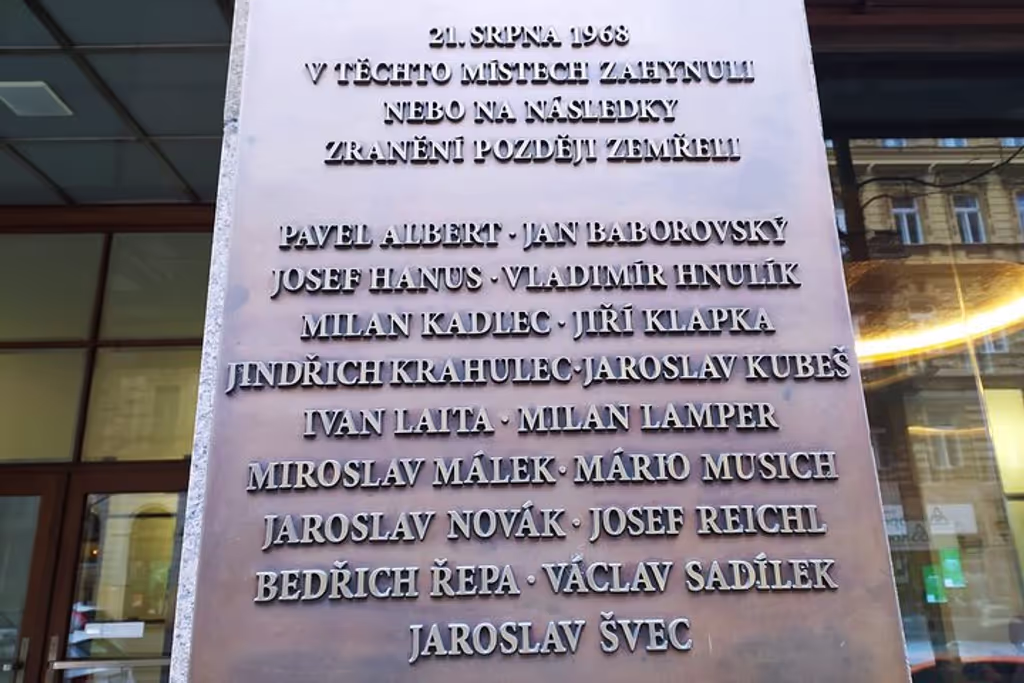 21. SRPNA 1968
V TĚCHTO MÍSTECH ZAHYNULI
NEBO NA NÁSLEDKY
ZRANĚNÍ POZDĚJI ZEMŘELI
PAVEL ALBERT · JAN BABOROVSKÝ
JOSEF HANUS · VLADIMÍR HNULÍK
MILAN KADLEC · JIŘÍ KLAPKA
JINDŘICH KRAHULEC · JAROSLAV KUBEŠ
IVAN LAITA · MILAN LAMPER
MIROSLAV MÁLEK · MÁRIO MUSICH
JAROSLAV NOVÁK · JOSEF REICHL
BEDŘICH ŘEPA · VÁCLAV SADÍLEK
JAROSLAV ŠVEC